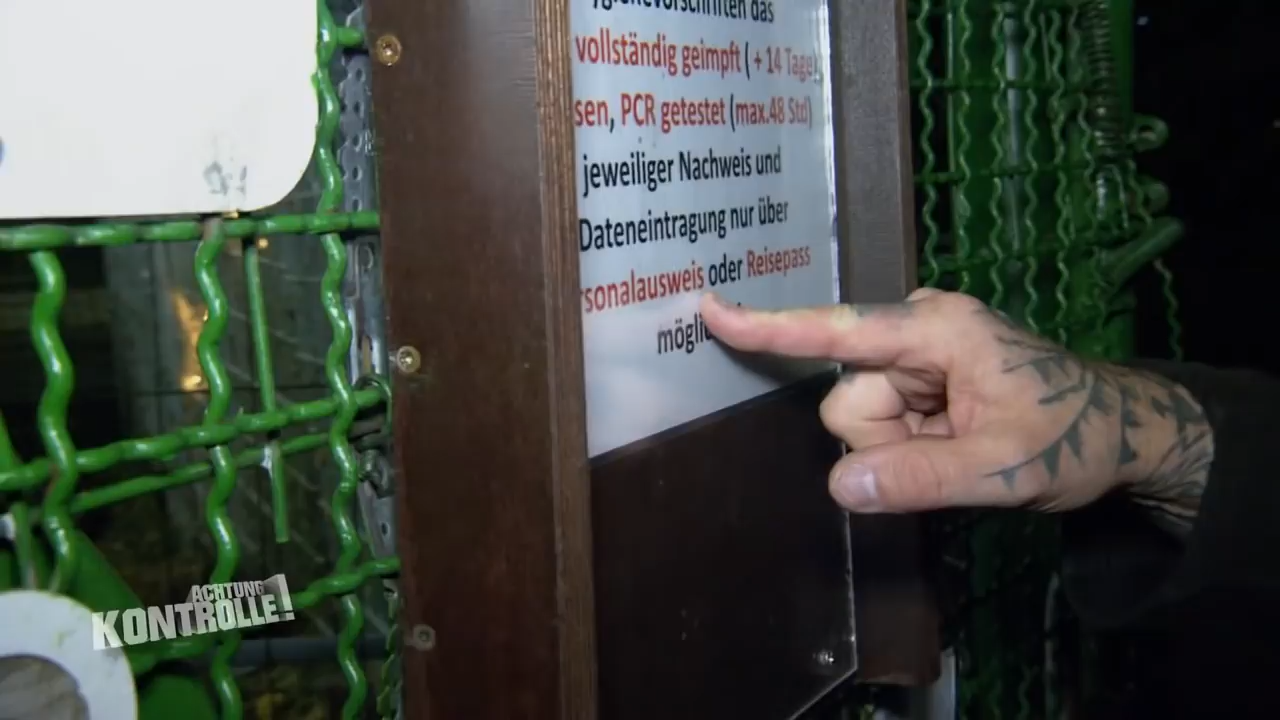 vollständig geimpft ( + 14 Tage)
sen, PCR getestet (max.48 Std)
jeweiliger Nachweis und
Dateneintragung nur über
sonalausweis oder Reisepass
ACHTUNG
KONTROLLE!